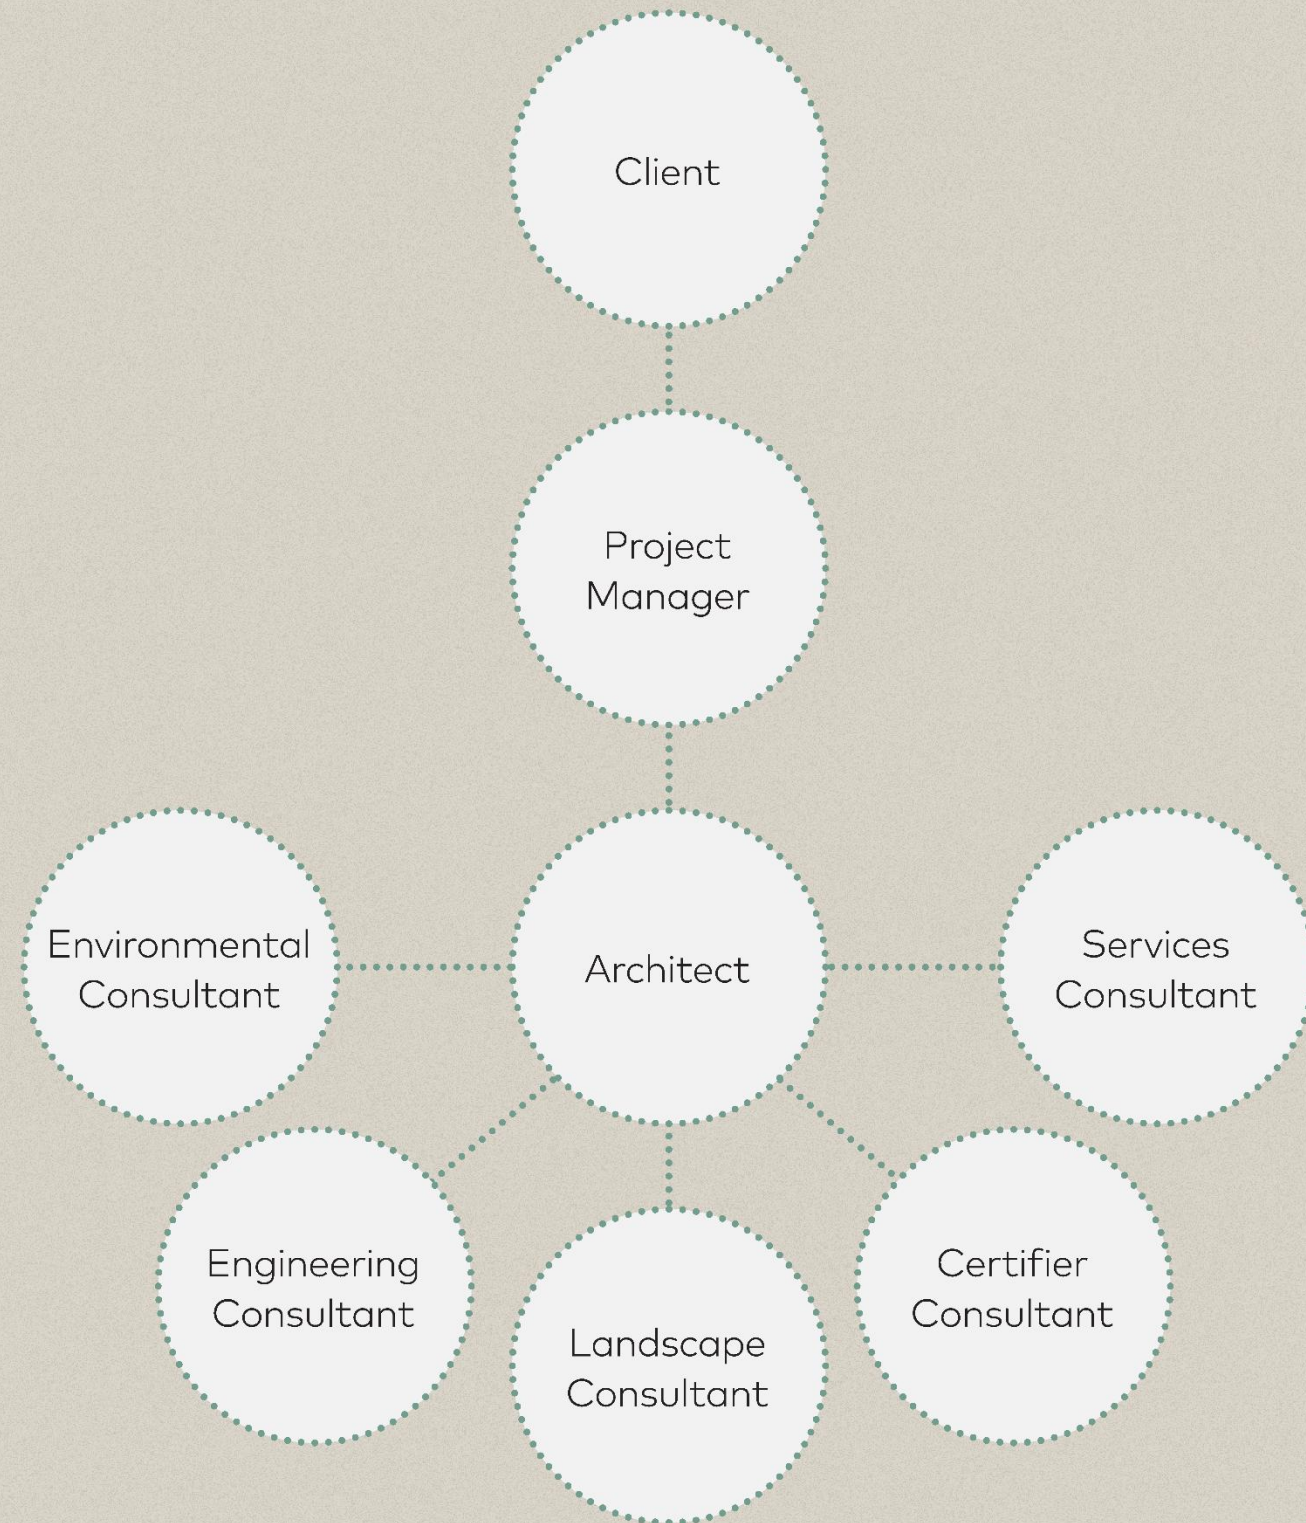 Client
Project
Manager
Environmental
Consultant
Architect
Services
Consultant
Engineering
Consultant
Landscape
Consultant
Certifier
Consultant